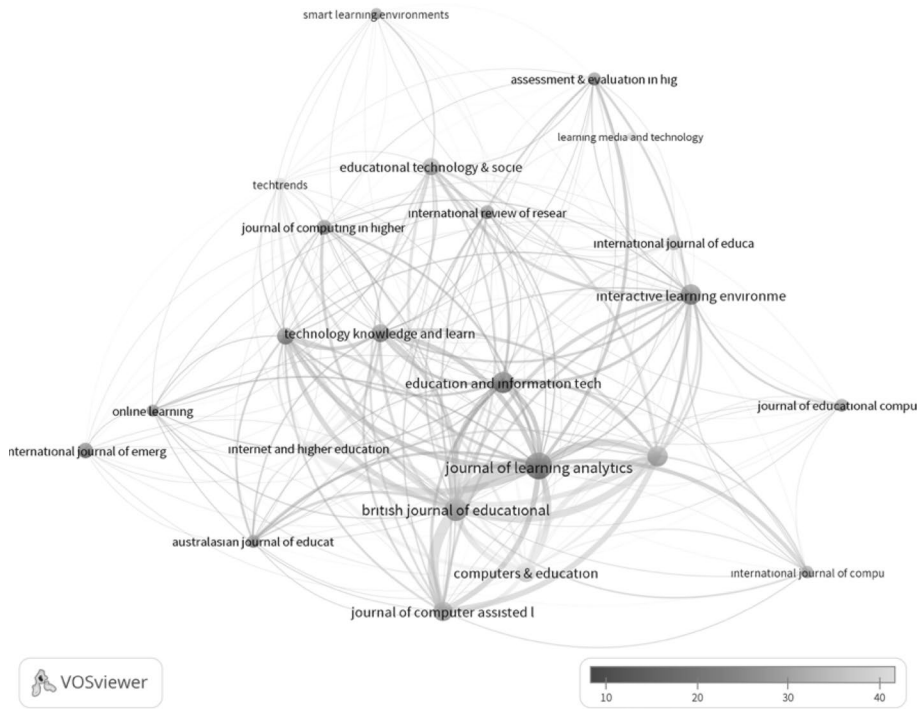 smart learning environments
assessment & evaluation in hig
learning media and technology
educational technology & socie
techtrends
international review of resear
journal of computing in higher
international journal of educa
interactive learning environme
technology knowledge and learn
education and information tech
journal of educational compu
online learning
internet and higher education
nternational journal of emerg
journal of learning analytics
british journal of educational
australasian journal of educat
computers & education
international journal of compu
journal of computer assisted l
VOSviewer
10 20 30 40